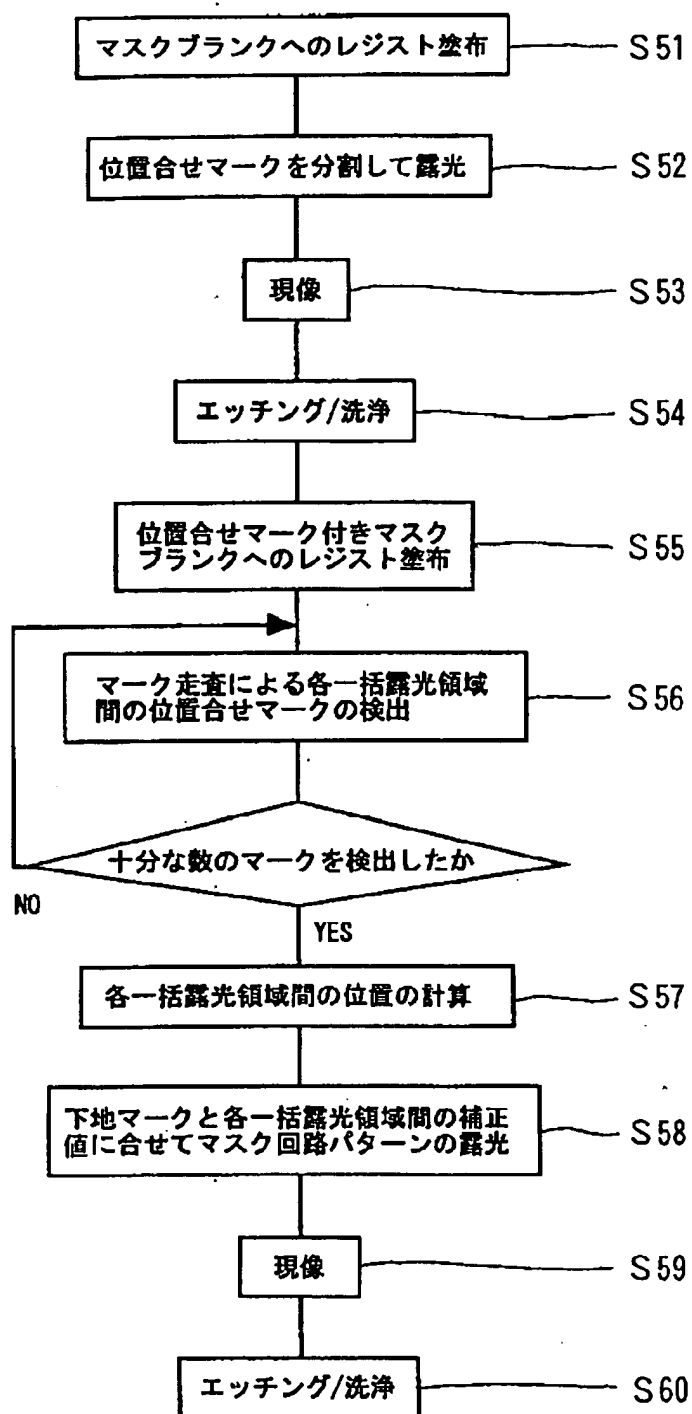 マスクブランクへのレジスト塗布
S51
位置合せマークを分割して露光
S52
現像
S53
エッチング/洗浄
S54
位置合せマーク付きマスク
ブランクへのレジスト塗布
S55
マーク走査による各一括露光領域
間の位置合せマークの検出
S56
十分な数のマークを検出したか
NO
YES
各一括露光領域間の位置の計算
S57
下地マークと各一括露光領域間の補正
値に合せてマスク回路パターンの露光
S58
現像
S59
エッチング/洗浄
S60